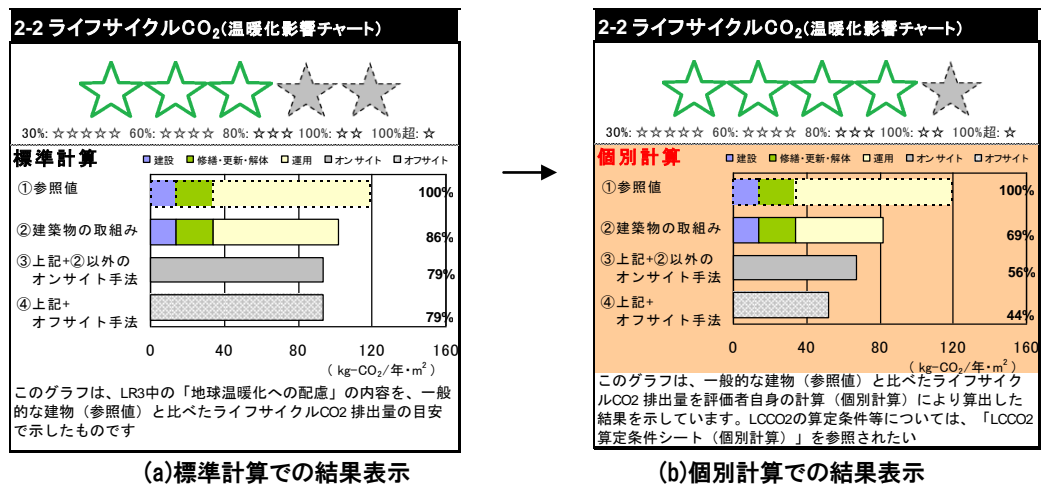 2-2 ライフサイクルCO2(温暖化影響チャート)
30%: ☆☆☆☆☆ 60%: ☆☆☆☆ 80%: ☆☆☆ 100%: ☆☆ 100%超: ☆
標準計算
建設 修繕・更新・解体 運用 オンサイト オフサイト
①参照値
100%
②建築物の取組み
86%
③上記+②以外の
オンサイト手法
79%
④上記+
オフサイト手法
79%
0 40 80 120 160
( kg-CO2/年・m2 )
このグラフは、LR3中の「地球温暖化への配慮」の内容を、一般
的な建物(参照値)と比べたライフサイクルCO2 排出量の目安
で示したものです
(a)標準計算での結果表示
2-2 ライフサイクルCO2(温暖化影響チャート)
30%: ☆☆☆☆☆ 60%: ☆☆☆☆ 80%: ☆☆☆ 100%: ☆☆ 100%超: ☆
個別計算
建設 修繕・更新・解体 運用 オンサイト オフサイト
①参照値
100%
②建築物の取組み
69%
③上記+②以外の
オンサイト手法
56%
④上記+
オフサイト手法
44%
0 40 80 120 160
( kg-CO2/年・m2 )
このグラフは、一般的な建物(参照値)と比べたライフサイク
ルCO2 排出量を評価者自身の計算(個別計算)により算出した
結果を示しています。LCCO2の算定条件等については、「LCCO2
算定条件シート(個別計算)」を参照されたい
(b)個別計算での結果表示